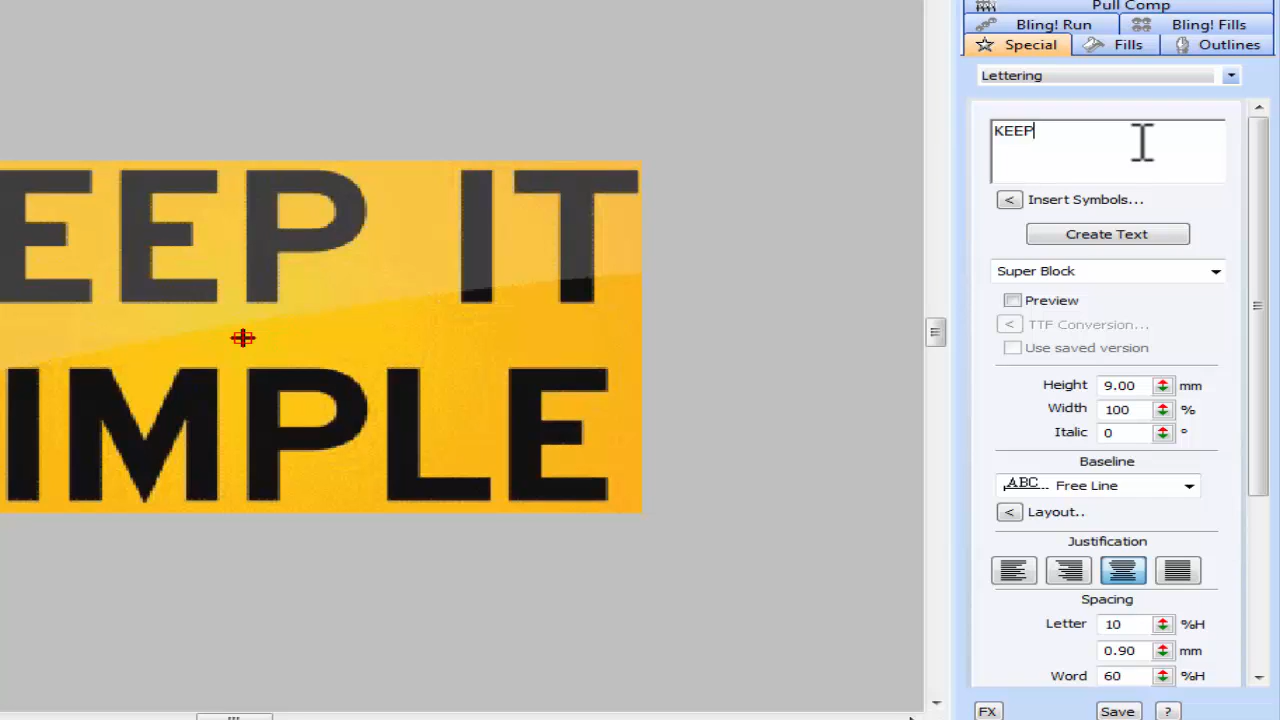 Pull Comp
Bling! Run
Bling! Fills
Special
Fills
Outlines
Lettering
KEEP
< Insert Symbols...
Create Text
Super Block
Preview
< TTF Conversion...
Use saved version
Height 9.00 mm
Width 100 %
Italic 0 °
Baseline
ABC... Free Line
< Layout..
Justification
Spacing
Letter 10 %H
0.90 mm
Word 60 %H
FX Save ?
EEP IT
IMPLE